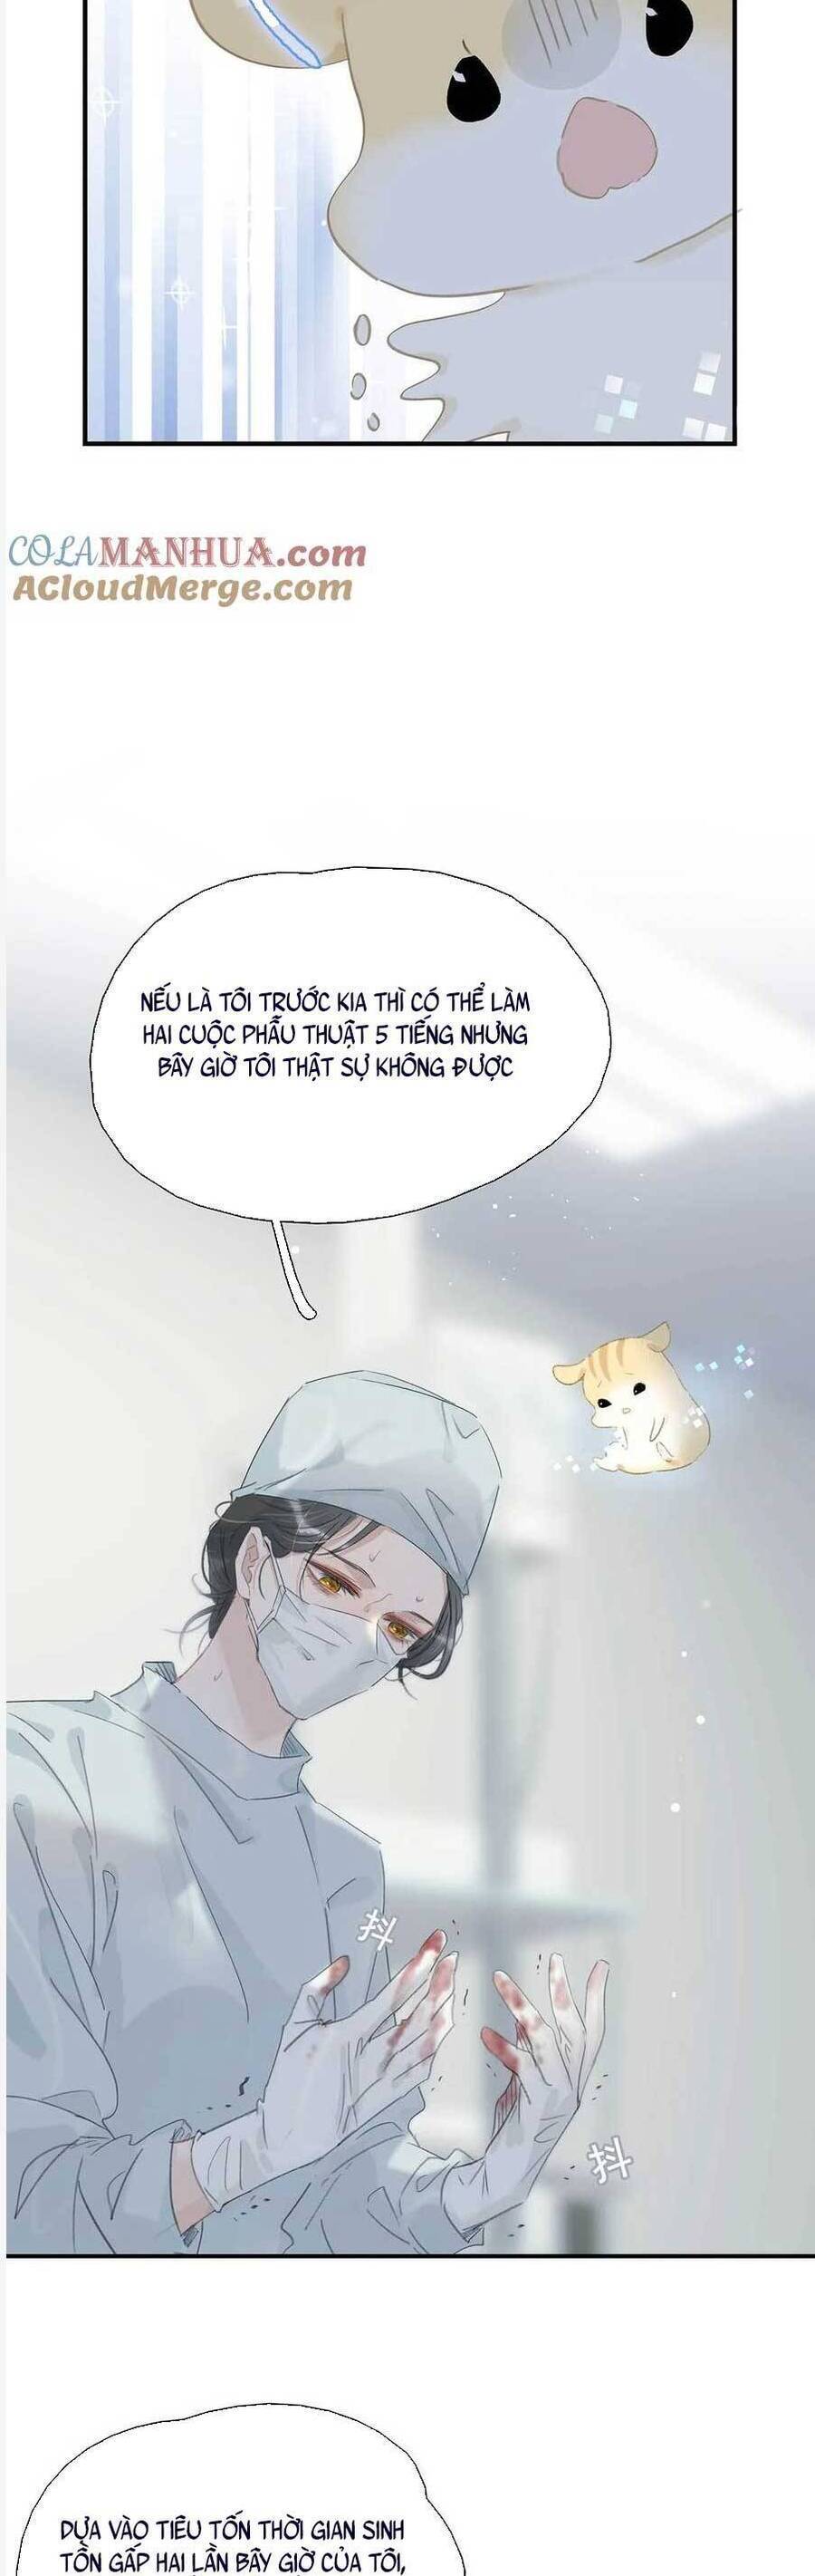 COLAMANHUA.com
ACloudMerge.com
NẾU LÀ TÔI TRƯỚC KIA THÌ CÓ THỂ LÀM
HAI CUỘC PHẪU THUẬT 5 TIẾNG NHƯNG
BÂY GIỜ TÔI THẬT SỰ KHÔNG ĐƯỢC
抖
抖
DỰA VÀO TIÊU TỐN THỜI GIAN SINH
TỒN GẤP HAI LẦN BÂY GIỜ CỦA TÔI,